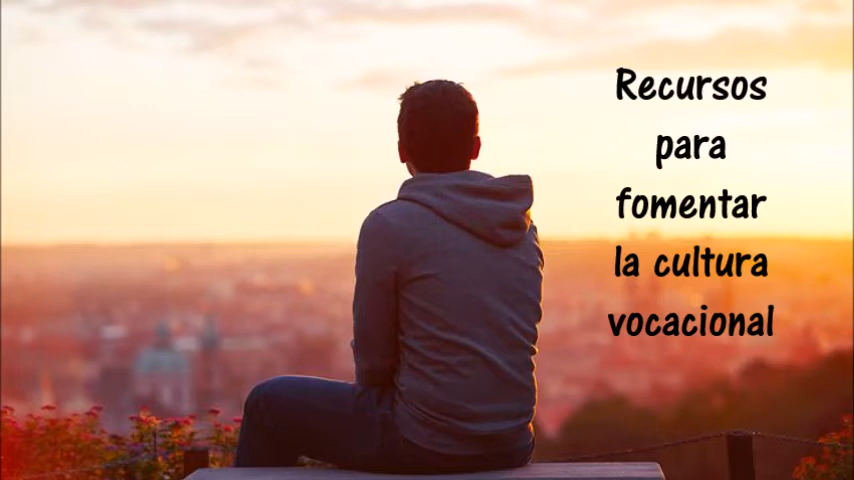 Recursos
para
fomentar
la cultura
vocacional